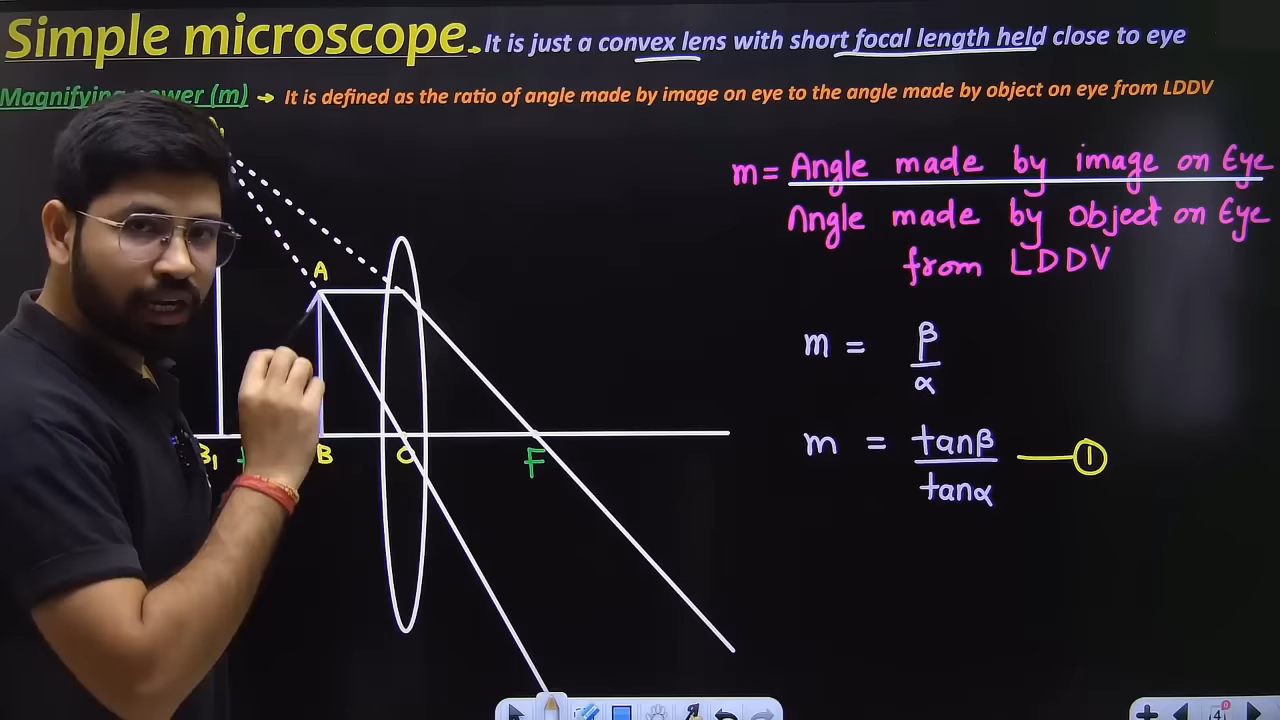 Simple microscope. It is just a convex lens with short focal length held close to eye
Magnifying power (m) → It is defined as the ratio of angle made by image on eye to the angle made by object on eye from LDDV
m = Angle made by image on Eye
Angle made by object on Eye
from LDDV
A
m = β
α
B₁
B
O
F
m = tanβ
tanα
1
4